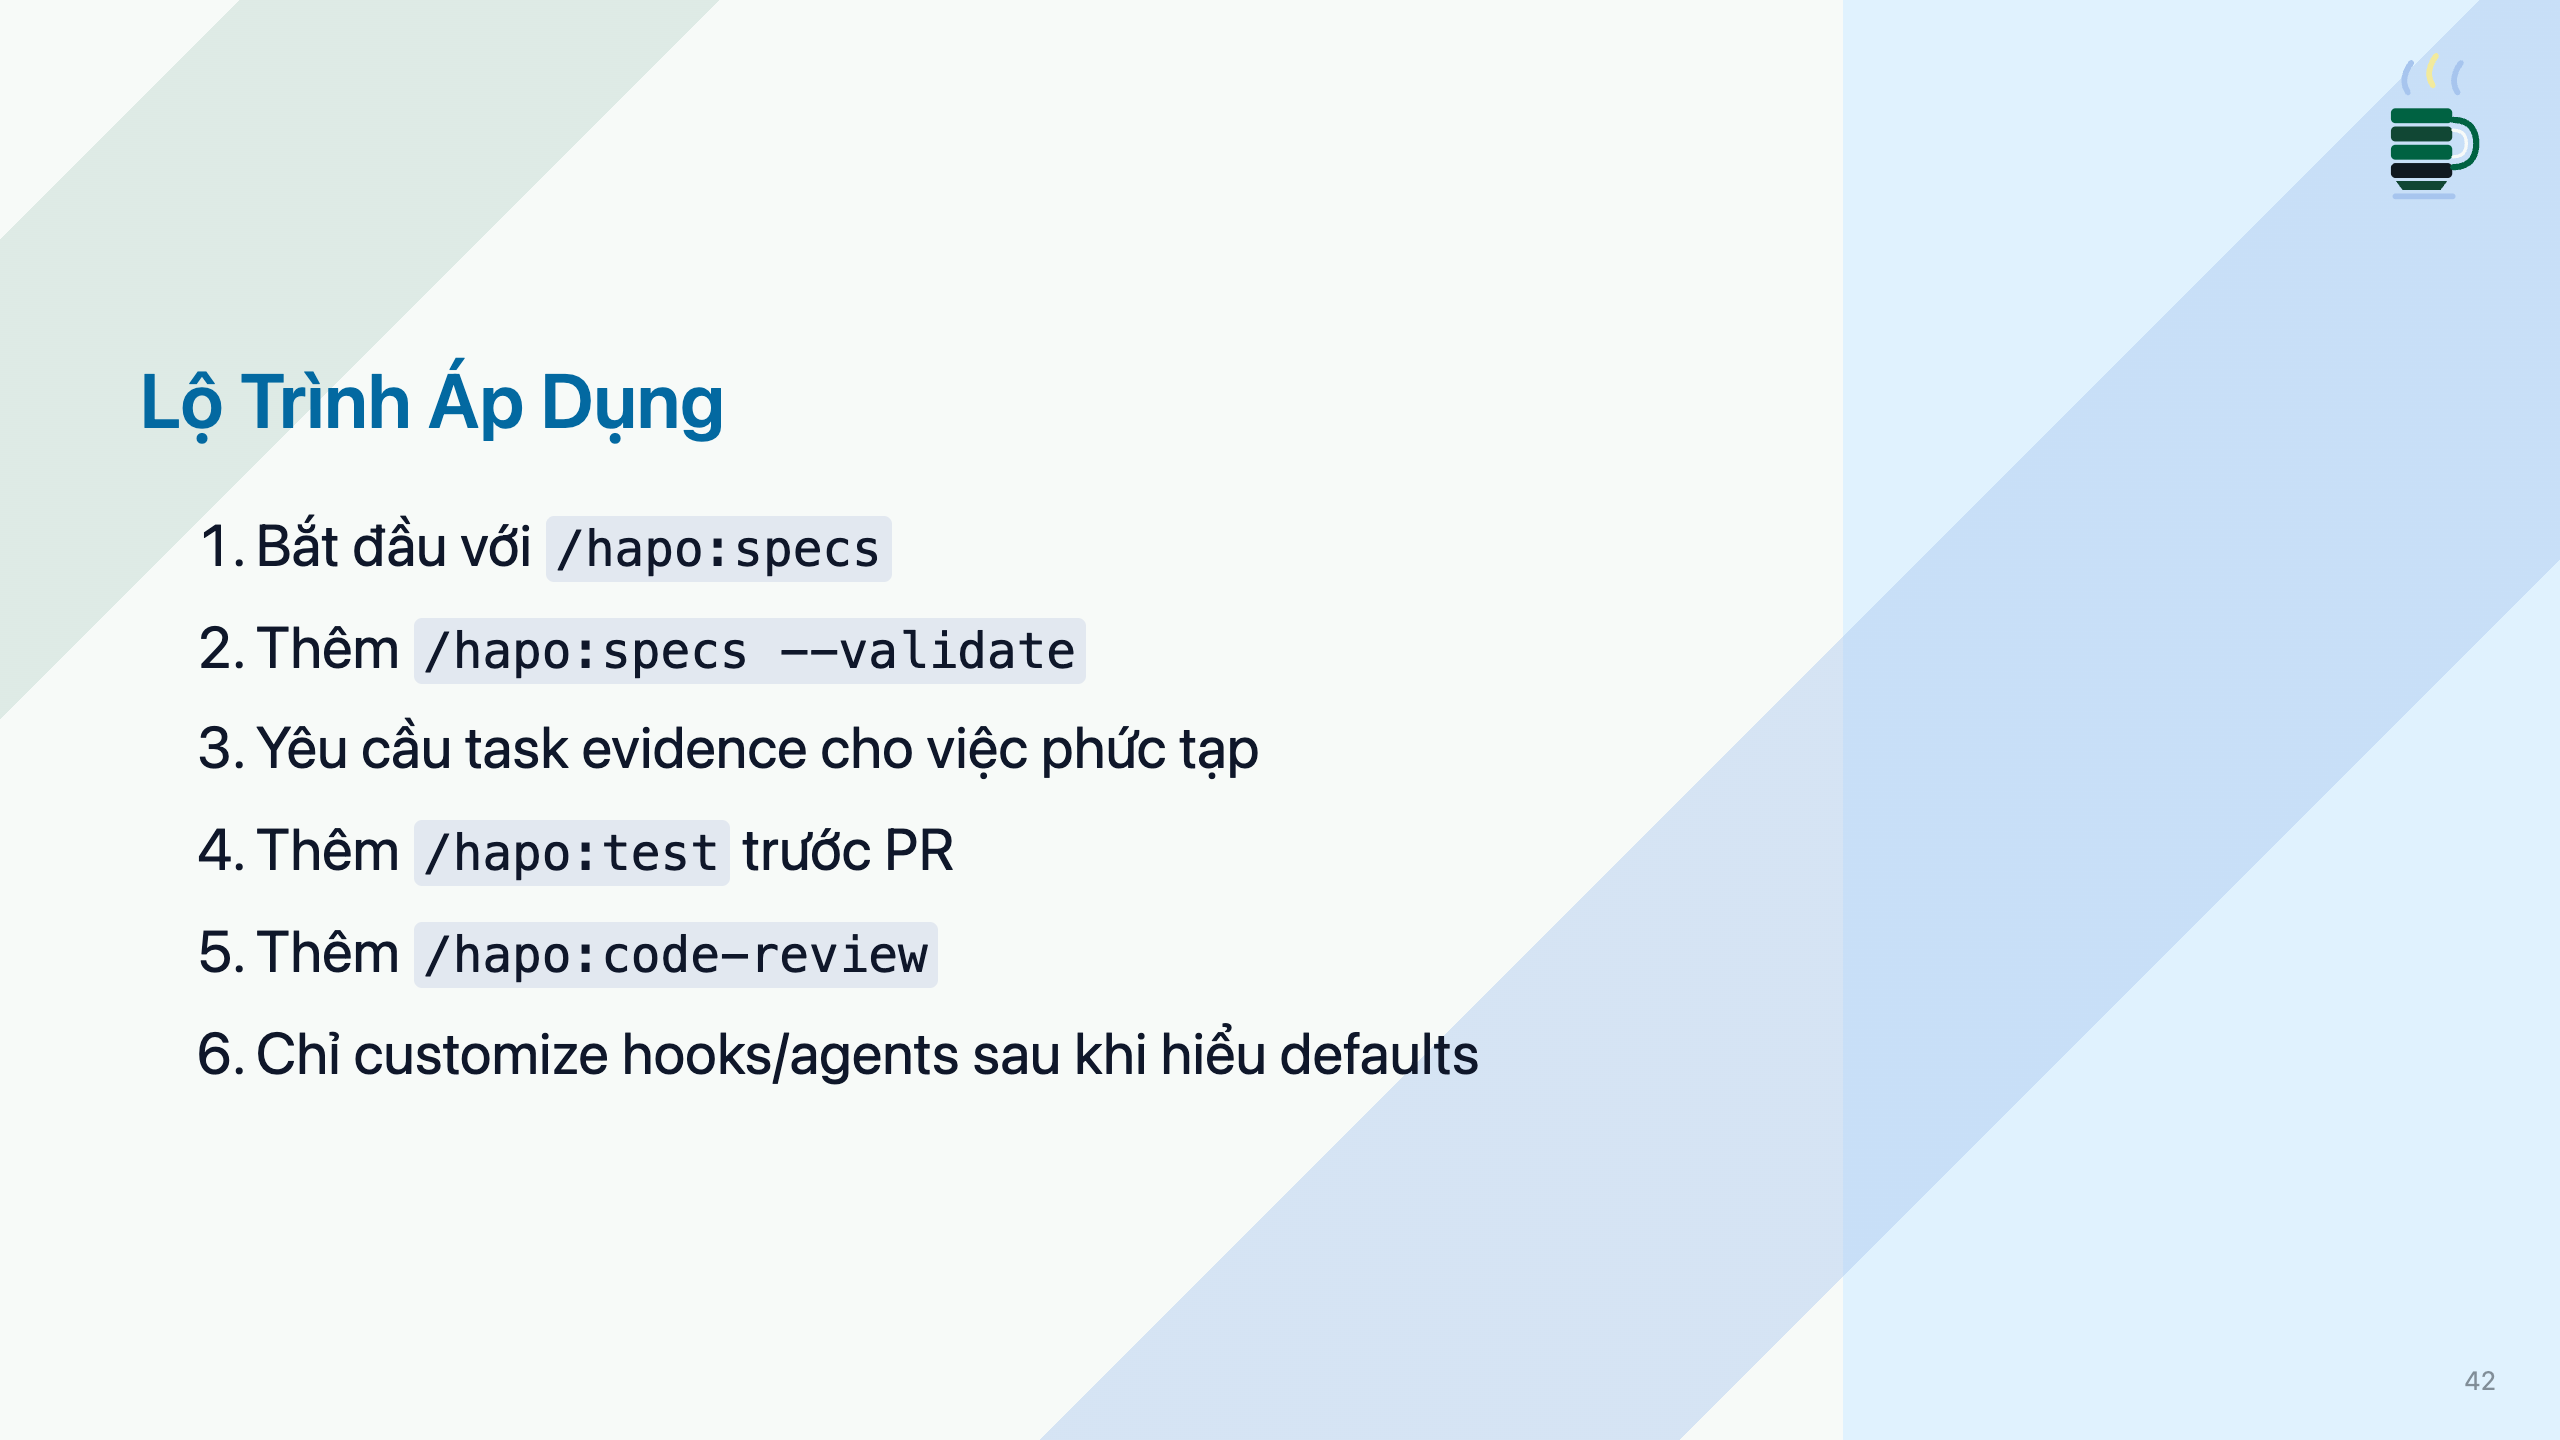 Lộ Trình Áp Dụng
1. Bắt đầu với /hapo:specs
2. Thêm /hapo:specs --validate
3. Yêu cầu task evidence cho việc phức tạp
4. Thêm /hapo:test trước PR
5. Thêm /hapo:code-review
6. Chỉ customize hooks/agents sau khi hiểu defaults
42